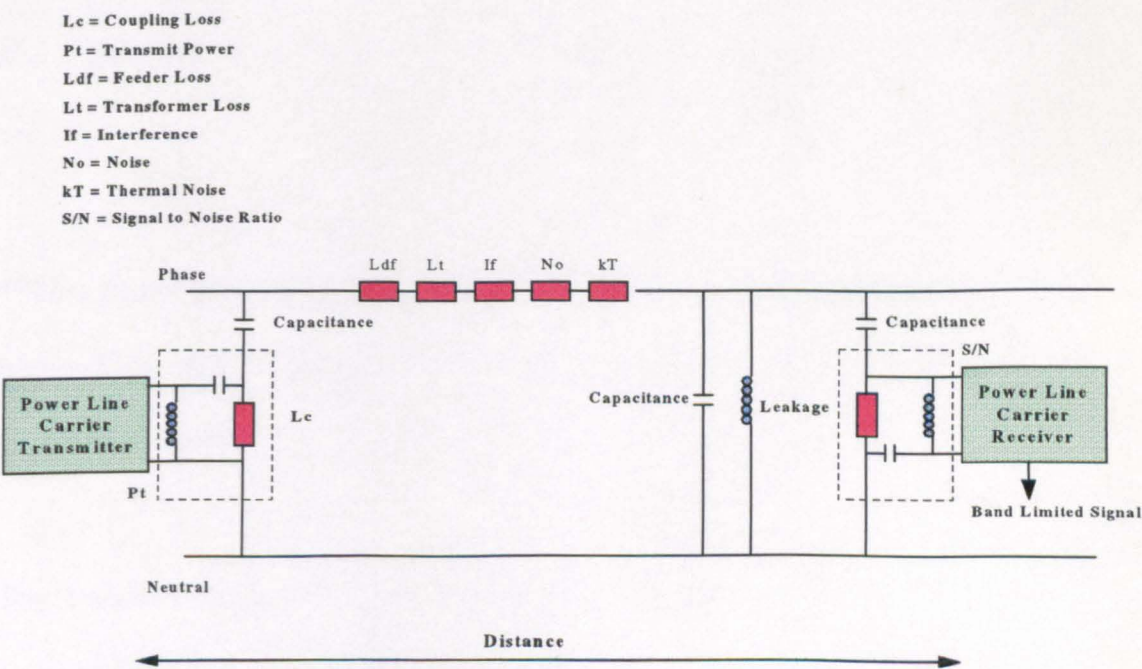 Lc = Coupling Loss
Pt = Transmit Power
Ldf = Feeder Loss
Lt = Transformer Loss
If = Interference
No = Noise
kT = Thermal Noise
S/N = Signal to Noise Ratio
Phase
Ldf Lt If No kT
Capacitance
Capacitance
S/N
Power Line
Carrier
Transmitter
Lc
Capacitance
Leakage
Power Line
Carrier
Receiver
Pt
Band Limited Signal
Neutral
Distance